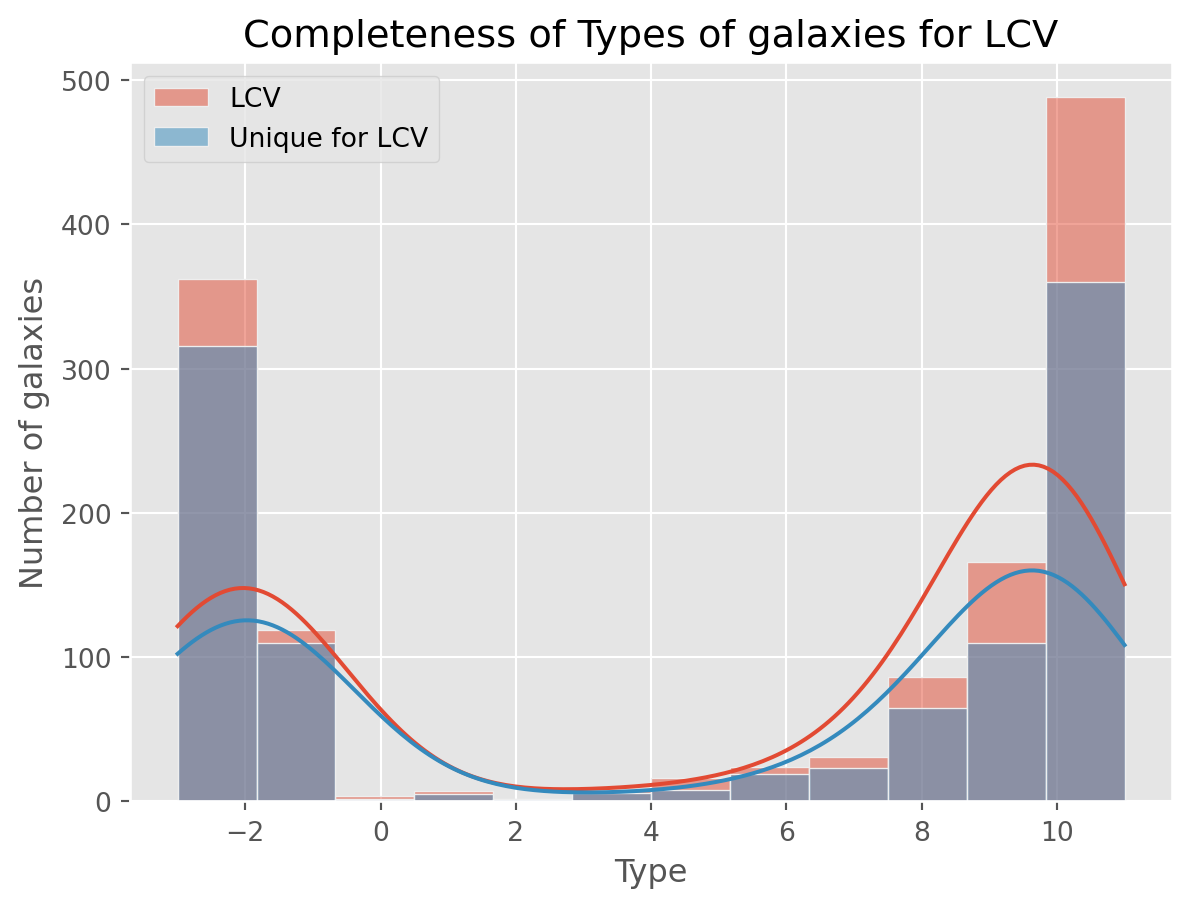 Completeness of Types of galaxies for LCV
LCV
Unique for LCV
500
400
300
200
100
0
Number of galaxies
−2 0 2 4 6 8 10
Type